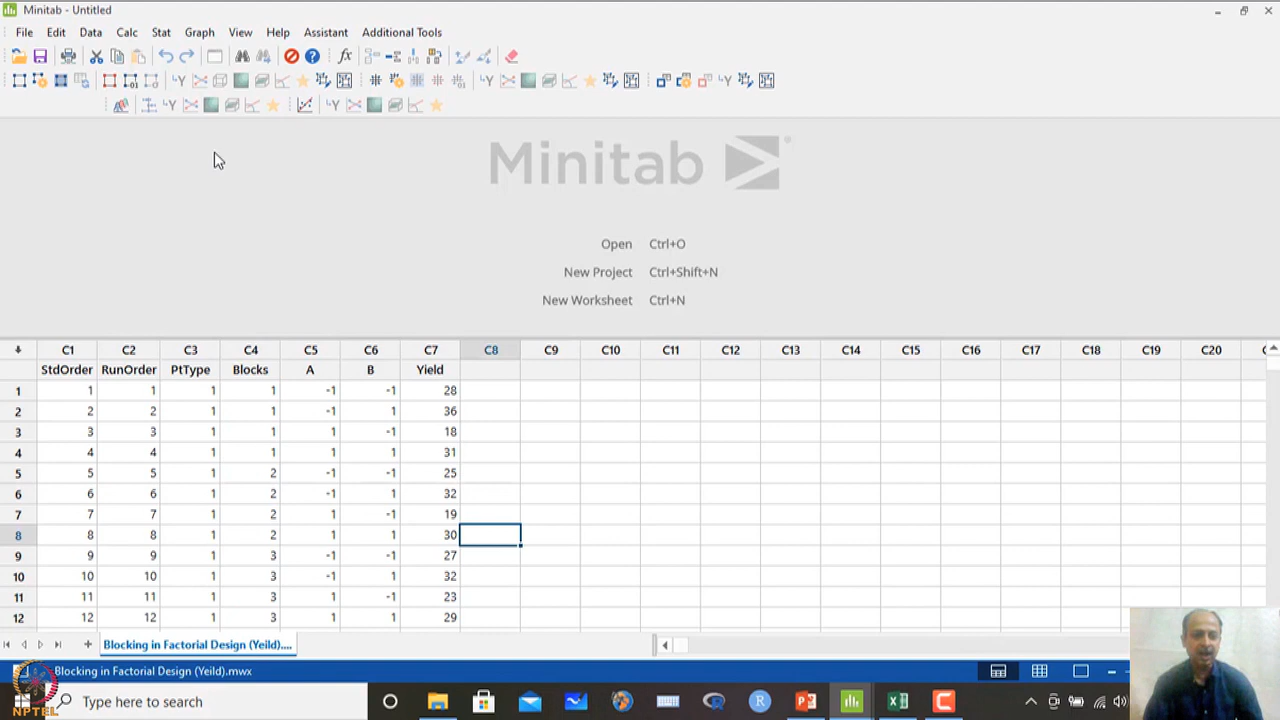 Minitab - Untitled
File Edit Data Calc Stat Graph View Help Assistant Additional Tools
Minitab
Open Ctrl+O
New Project Ctrl+Shift+N
New Worksheet Ctrl+N
C1 C2 C3 C4 C5 C6 C7 C8 C9 C10 C11 C12 C13 C14 C15 C16 C17 C18 C19 C20
StdOrder RunOrder PtType Blocks A B Yield
1 1 1 1 1 -1 -1 28
2 2 2 1 1 -1 1 36
3 3 3 1 1 1 -1 18
4 4 4 1 1 1 1 31
5 5 5 1 2 -1 -1 25
6 6 6 1 2 -1 1 32
7 7 7 1 2 1 -1 19
8 8 8 1 2 1 1 30
9 9 9 1 3 -1 -1 27
10 10 10 1 3 -1 1 32
11 11 11 1 3 1 -1 23
12 12 12 1 3 1 1 29
Blocking in Factorial Design (Yeild)....
Blocking in Factorial Design (Yeild).mwx
Type here to search
NPTEL